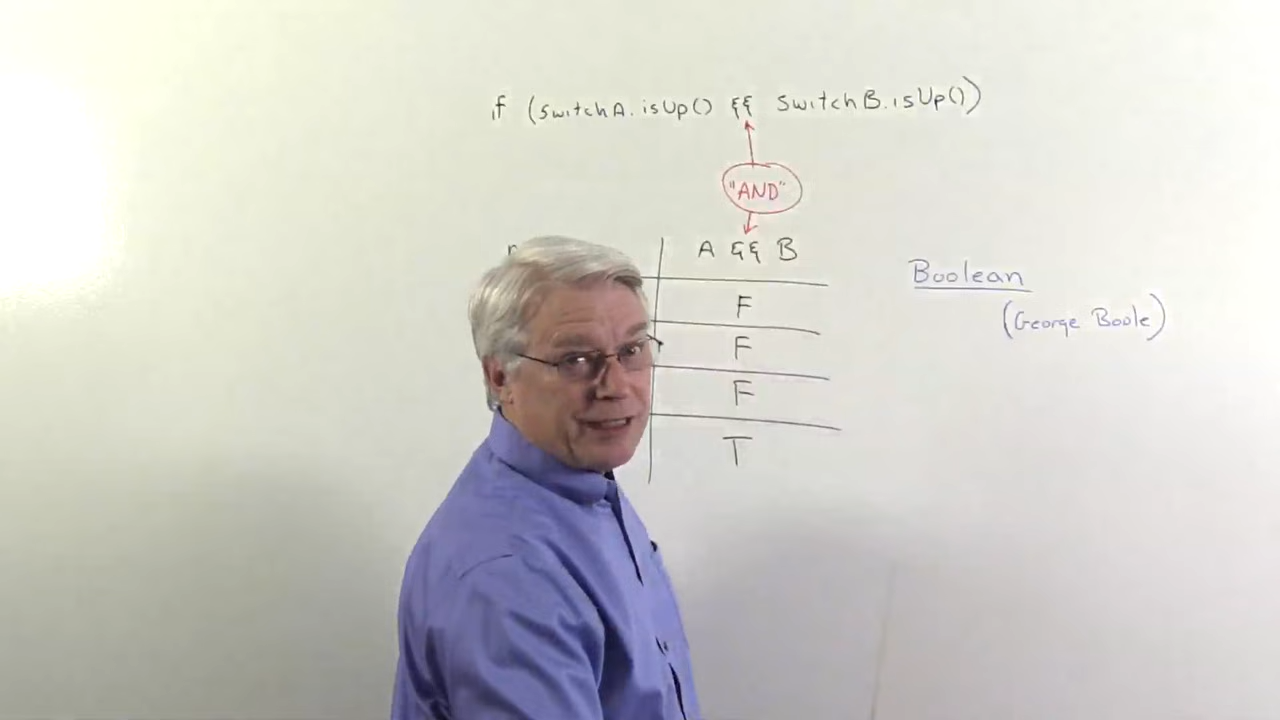 if (switchA.isUp() && switchB.isUp())
"AND"
A && B
Boolean
(George Boole)
F
F
F
T